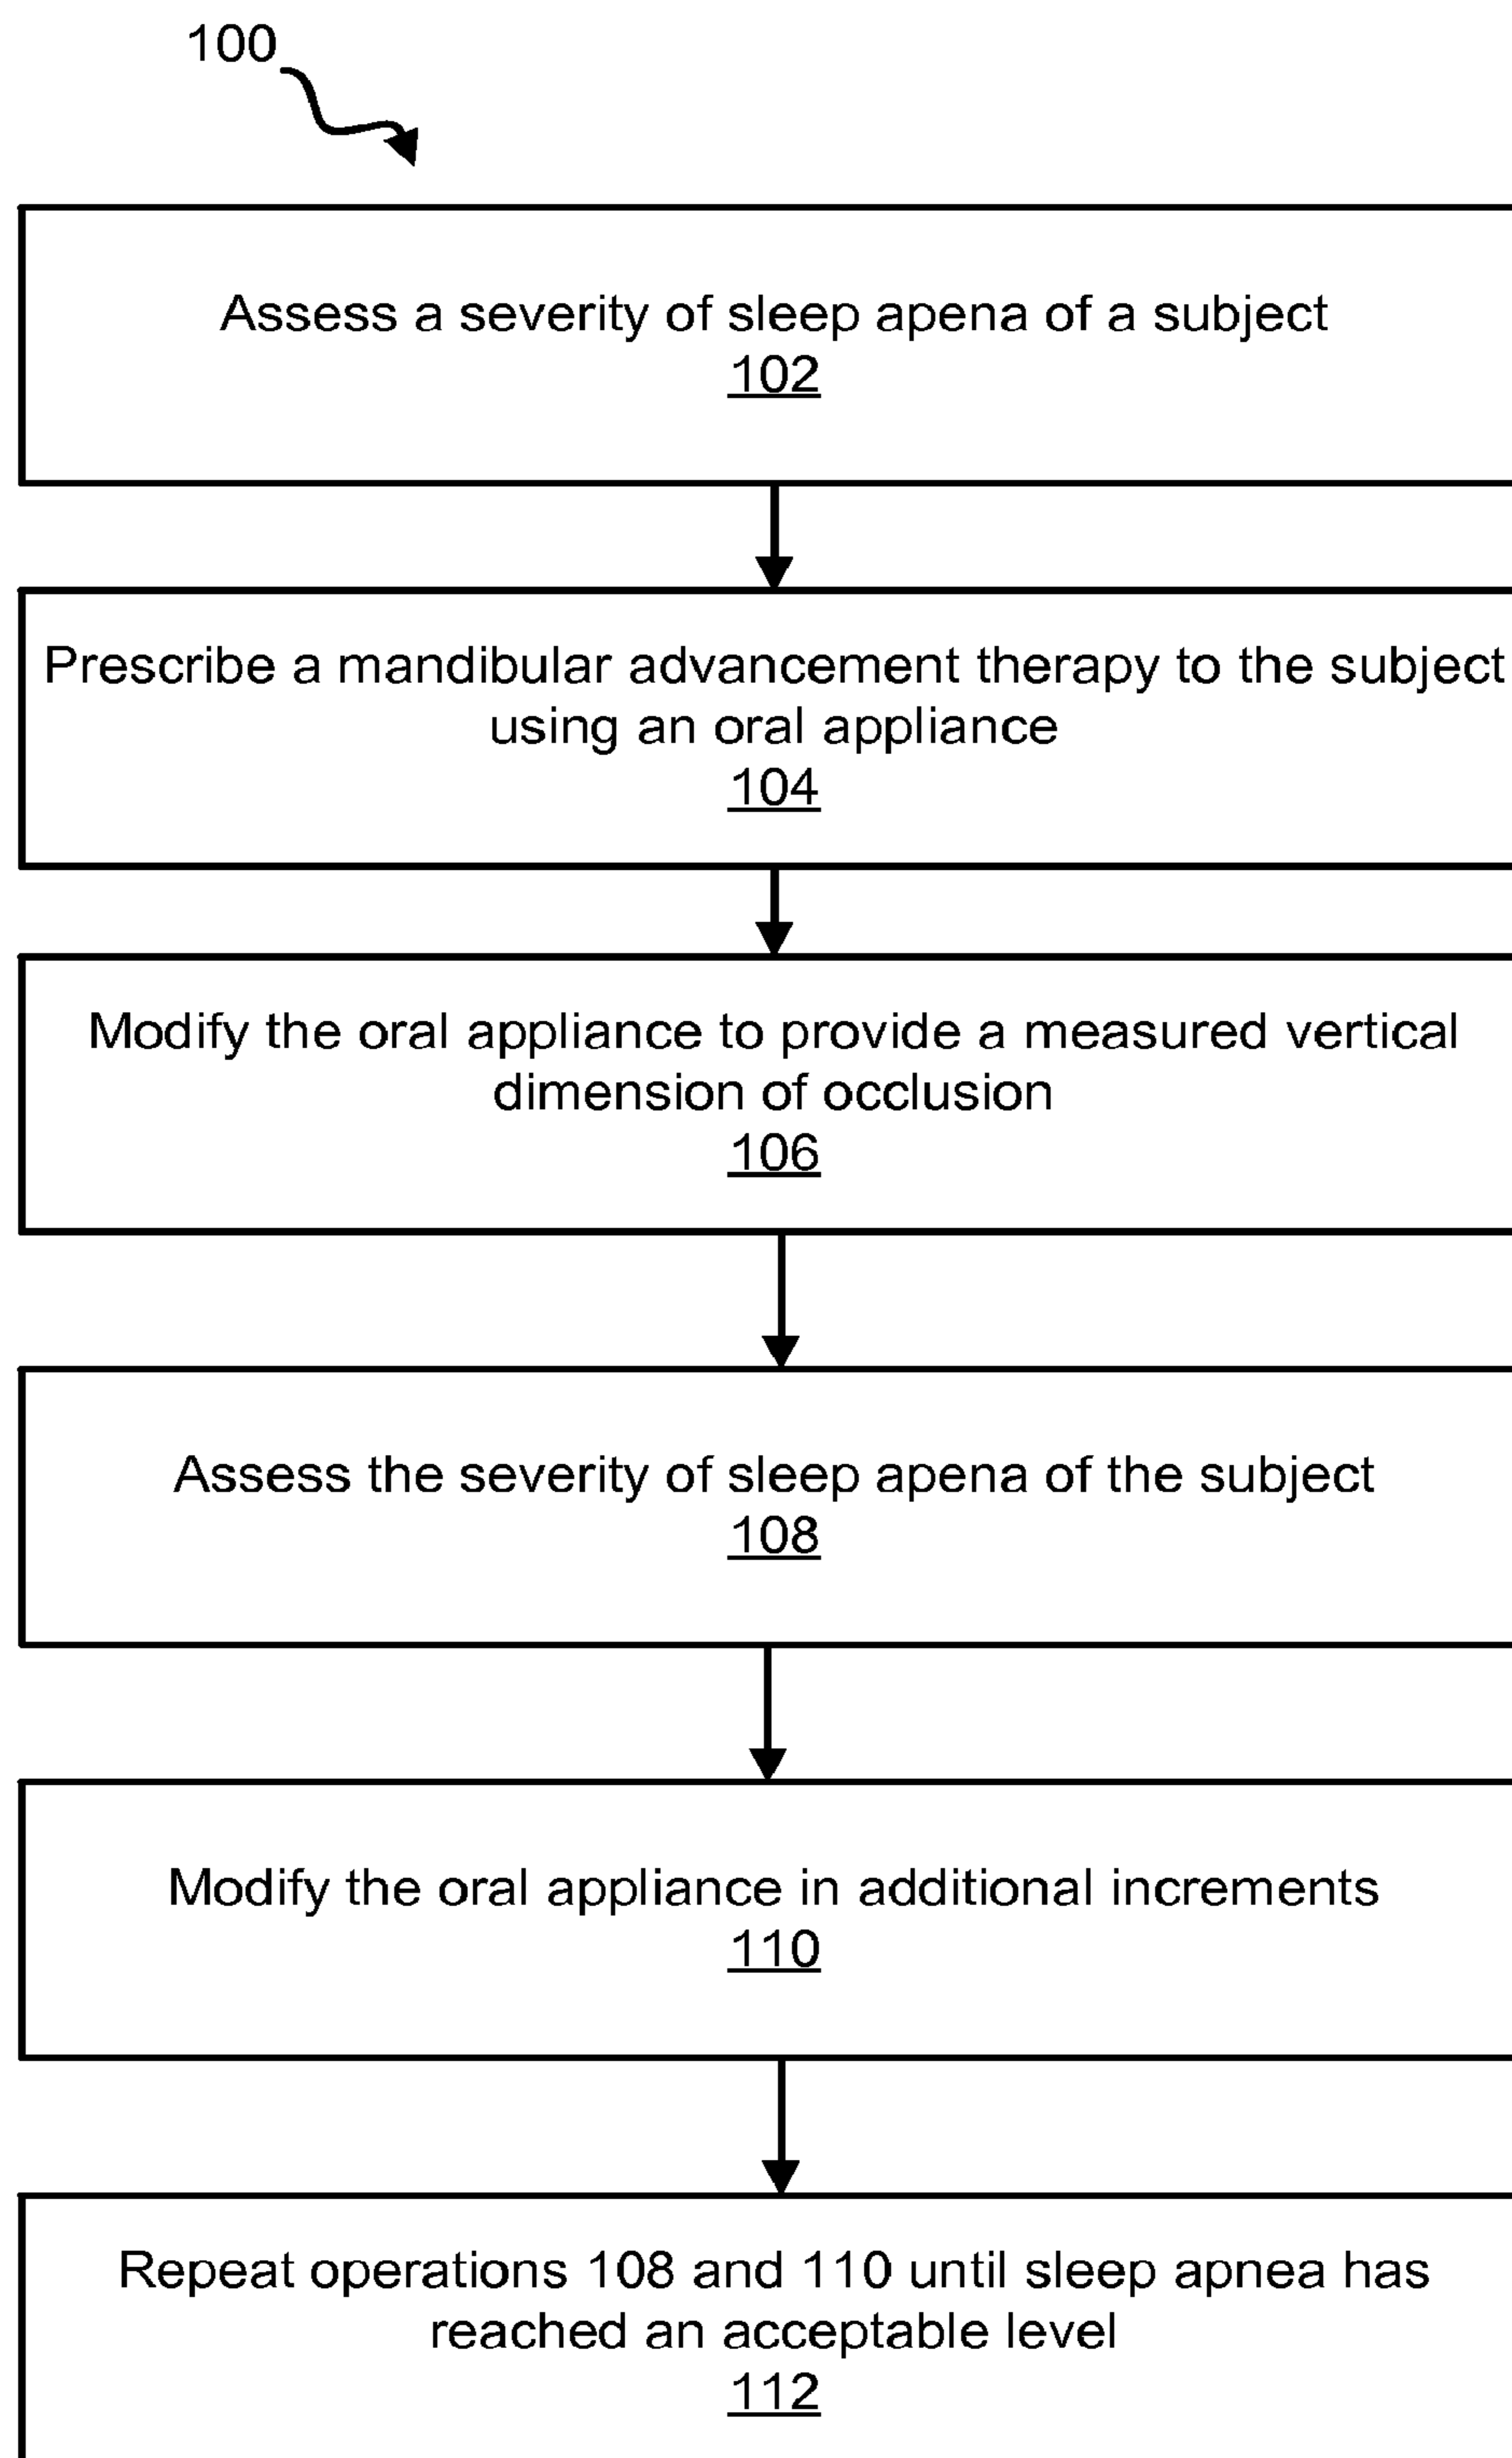 100
Assess a severity of sleep apena of a subject
102
Prescribe a mandibular advancement therapy to the subject
using an oral appliance
104
Modify the oral appliance to provide a measured vertical
dimension of occlusion
106
Assess the severity of sleep apena of the subject
108
Modify the oral appliance in additional increments
110
Repeat operations 108 and 110 until sleep apnea has
reached an acceptable level
112